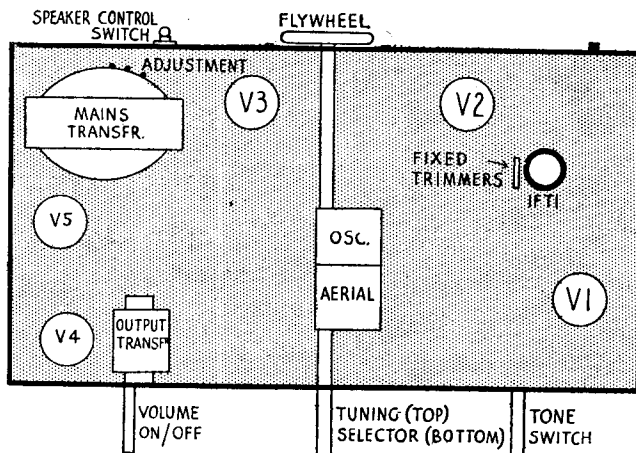 SPEAKER CONTROL
SWITCH
FLYWHEEL
ADJUSTMENT
MAINS
TRANSFR.
V3
V2
FIXED
TRIMMERS
IFT1
V5
OSC.
AERIAL
V1
V4
OUTPUT
TRANSF
VOLUME
ON/OFF
TUNING (TOP)
SELECTOR (BOTTOM)
TONE
SWITCH